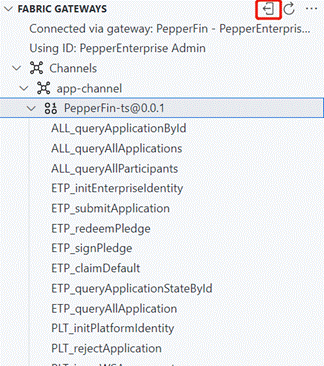 FABRIC GATEWAYS
Connected via gateway: PepperFin - PepperEnterpris...
Using ID: PepperEnterprise Admin
Channels
app-channel
PepperFin-ts@0.0.1
ALL_queryApplicationById
ALL_queryAllApplications
ALL_queryAllParticipants
ETP_initEnterpriseIdentity
ETP_submitApplication
ETP_redeemPledge
ETP_signPledge
ETP_claimDefault
ETP_queryApplicationStateById
ETP_queryAllApplication
PLT_initPlatformIdentity
PLT_rejectApplication